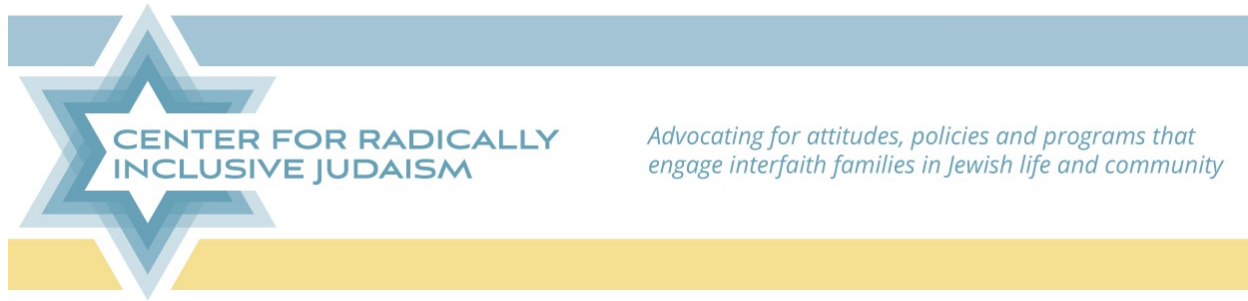 CENTER FOR RADICALLY
INCLUSIVE JUDAISM
Advocating for attitudes, policies and programs that
engage interfaith families in Jewish life and community